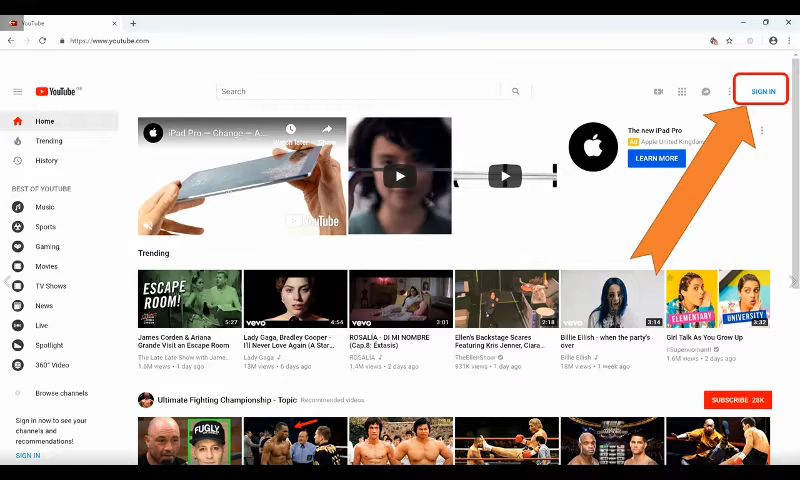 YouTube
https://www.youtube.com
YouTube GB
Search
SIGN IN
Home
Trending
History
BEST OF YOUTUBE
Music
Sports
Gaming
Movies
TV Shows
News
Live
Spotlight
360° Video
Browse channels
Sign in now to see your
channels and
recommendations!
SIGN IN
iPad Pro — Change — A...
Watch later
Share
YouTube
The new iPad Pro
Ad Apple United Kingdom
LEARN MORE
Trending
ESCAPE
ROOM!
5:27
vevo
4:54
vevo
3:01
2:18
vevo
3:14
ELEMENTARY
UNIVERSITY
3:32
James Corden & Ariana
Grande Visit an Escape Room
The Late Late Show with Jame...
1.6M views • 1 day ago
Lady Gaga, Bradley Cooper -
I'll Never Love Again (A Star...
Lady Gaga
13M views • 6 days ago
ROSALÍA - DI MI NOMBRE
(Cap.8: Éxtasis)
ROSALÍA
1.4M views • 2 days ago
Ellen's Backstage Scares
Featuring Kris Jenner, Ciara...
TheEllenShow
931K views • 1 day ago
Billie Eilish - when the party's
over
Billie Eilish
18M views • 1 week ago
Girl Talk As You Grow Up
IISuperwomanII
1.6M views • 2 days ago
Ultimate Fighting Championship - Topic
Recommended videos
SUBSCRIBE 28K
FUGLY